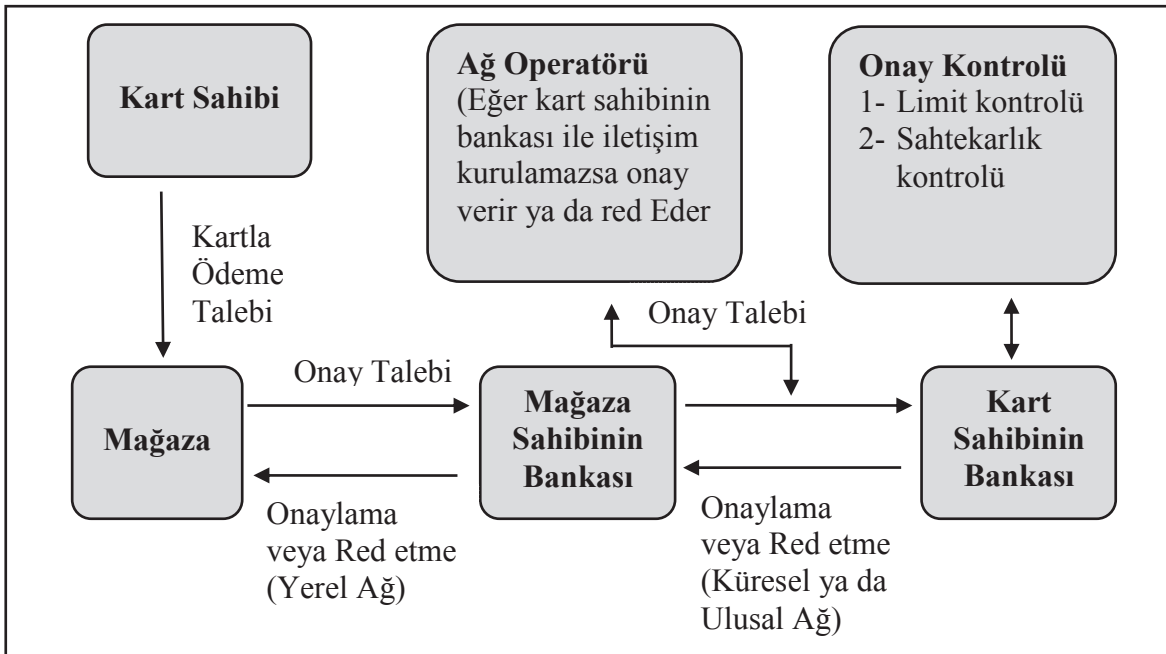 Kart Sahibi
Ağ Operatörü
(Eğer kart sahibinin
bankası ile iletişim
kurulamazsa onay
verir ya da red Eder
Onay Kontrolü
1- Limit kontrolü
2- Sahtekarlık
kontrolü
Kartla
Ödeme
Talebi
Onay Talebi
Onay Talebi
Mağaza
Mağaza
Sahibinin
Bankası
Kart
Sahibinin
Bankası
Onaylama
veya Red etme
(Yerel Ağ)
Onaylama
veya Red etme
(Küresel ya da
Ulusal Ağ)